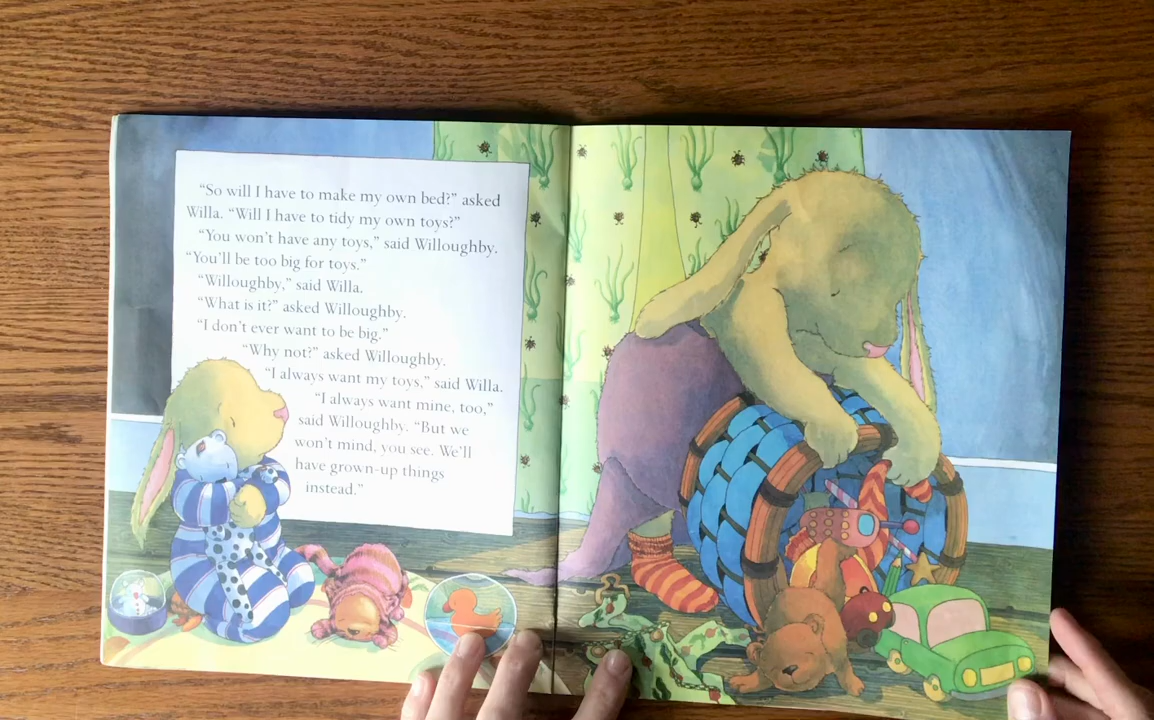 “So will I have to make my own bed?” asked
Willa. “Will I have to tidy my own toys?”
“You won’t have any toys,” said Willoughby.
“You’ll be too big for toys.”
“Willoughby,” said Willa.
“What is it?” asked Willoughby.
“I don’t ever want to be big.”
“Why not?” asked Willoughby.
“I always want my toys,” said Willa.
“I always want mine, too,”
said Willoughby. “But we
won’t mind, you see. We’ll
have grown-up things
instead.”